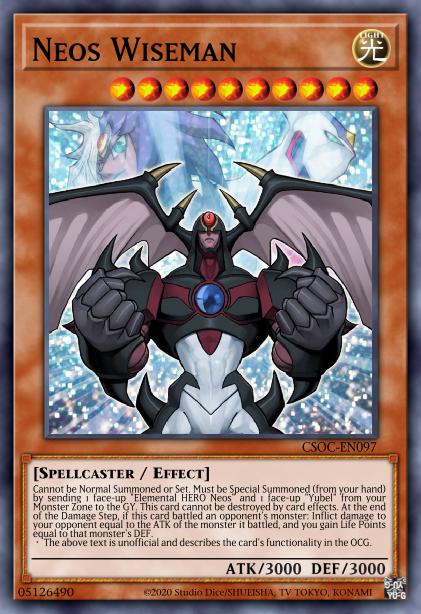 NEOS WISEMAN
LIGHT
光
CSOC-EN097
[SPELLCASTER / EFFECT]
Cannot be Normal Summoned or Set. Must be Special Summoned (from your hand)
by sending 1 face-up "Elemental HERO Neos" and 1 face-up "Yubel" from your
Monster Zone to the GY. This card cannot be destroyed by card effects. At the end
of the Damage Step, if this card battled an opponent's monster: Inflict damage to
your opponent equal to the ATK of the monster it battled, and you gain Life Points
equal to that monster's DEF.
· The above text is unofficial and describes the card's functionality in the OCG.
ATK/3000 DEF/3000
05126490 ©2020 Studio Dice/SHUEISHA, TV TOKYO, KONAMI